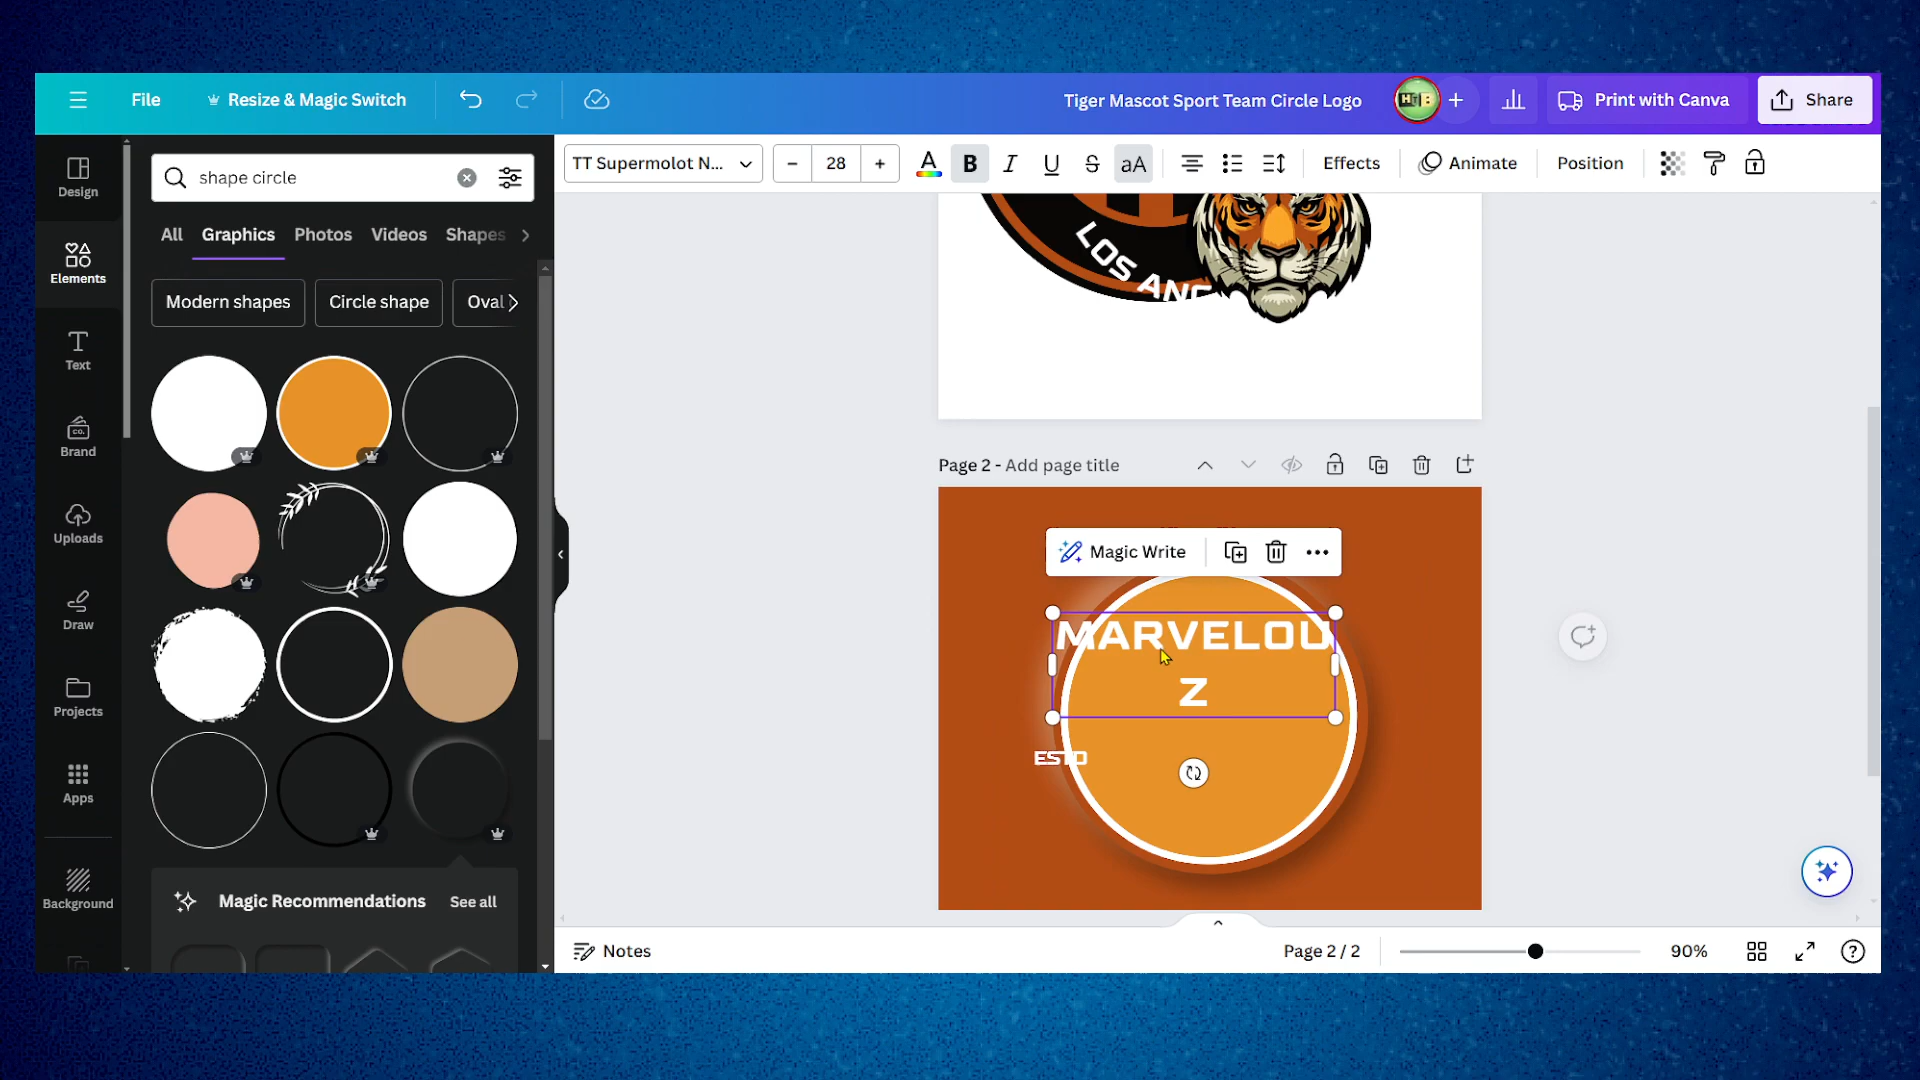 File
Resize & Magic Switch
Tiger Mascot Sport Team Circle Logo
Print with Canva
Share
TT Supermolot N...
28
B
I
U
S
aA
Effects
Animate
Position
Design
Elements
Text
Brand
Uploads
Draw
Projects
Apps
Background
shape circle
All
Graphics
Photos
Videos
Shapes
Modern shapes
Circle shape
Oval
Magic Recommendations
See all
LOS ANG
Page 2 - Add page title
Magic Write
MARVELOU
Z
ESTD
Notes
Page 2 / 2
90%